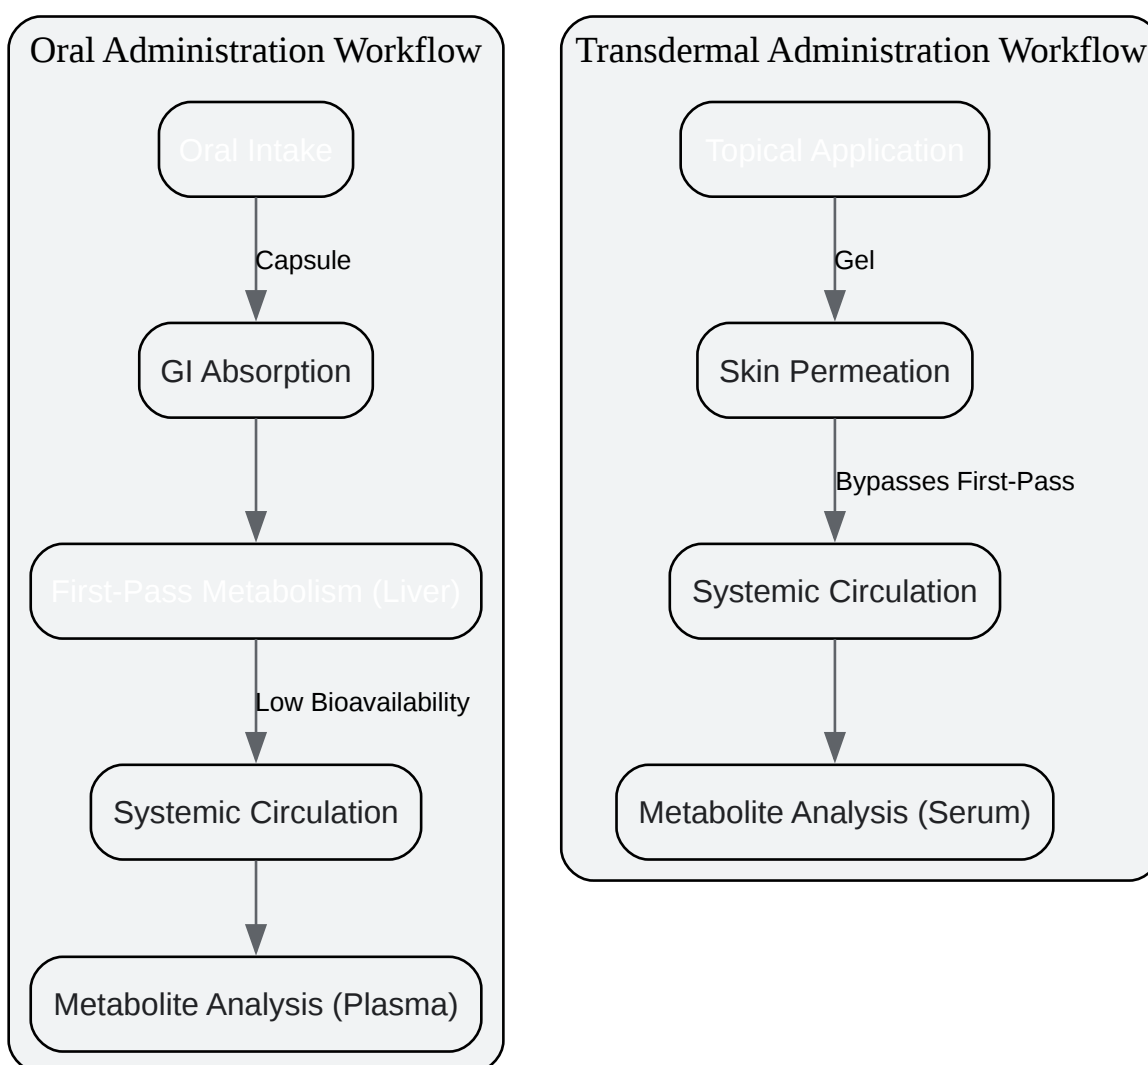 Oral Administration Workflow
Oral Intake
Capsule
GI Absorption
First-Pass Metabolism (Liver)
Low Bioavailability
Systemic Circulation
Metabolite Analysis (Plasma)
Transdermal Administration Workflow
Topical Application
Gel
Skin Permeation
Bypasses First-Pass
Systemic Circulation
Metabolite Analysis (Serum)